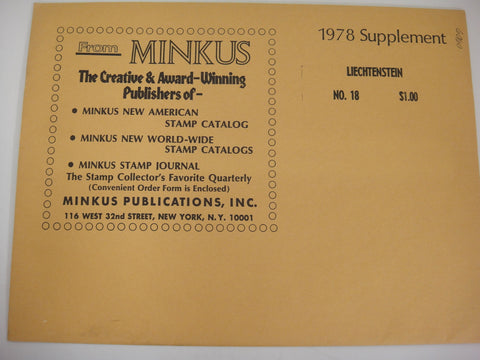 From MINKUS
The Creative & Award-Winning
Publishers of-
• MINKUS NEW AMERICAN
STAMP CATALOG
• MINKUS NEW WORLD-WIDE
STAMP CATALOGS
• MINKUS STAMP JOURNAL
The Stamp Collector's Favorite Quarterly
(Convenient Order Form is Enclosed)
MINKUS PUBLICATIONS, INC.
116 WEST 32nd STREET, NEW YORK, N.Y. 10001
1978 Supplement
LIECHTENSTEIN
NO. 18 $1.00